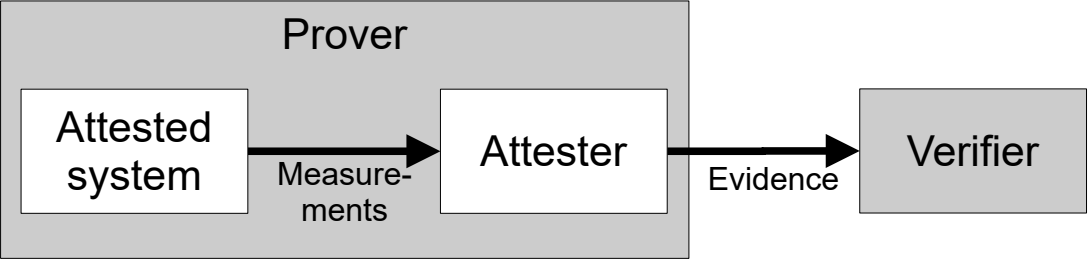 Prover
Attested
system
Measure-
ments
Attester
Evidence
Verifier